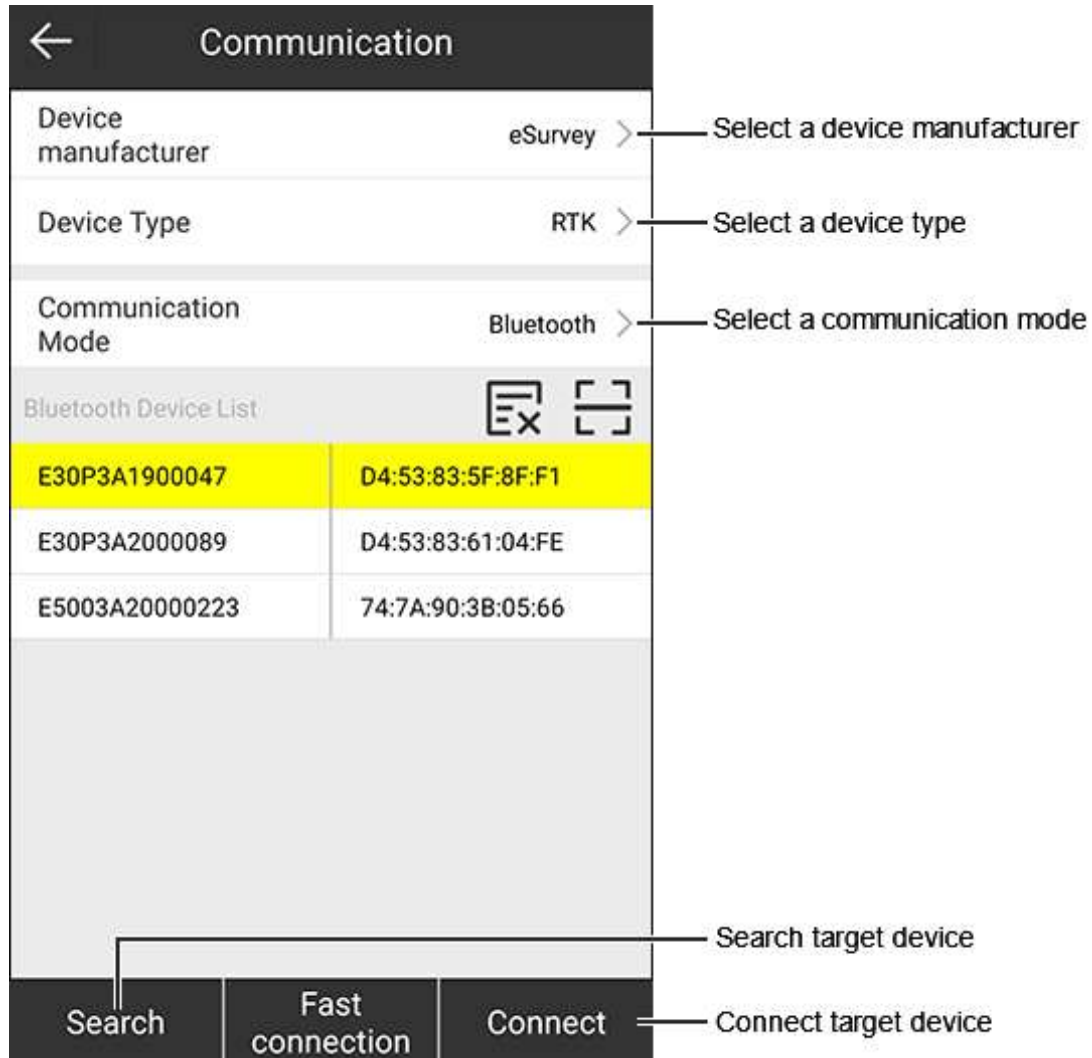 Communication
Device
manufacturer
eSurvey
Select a device manufacturer
Device Type
RTK
Select a device type
Communication
Mode
Bluetooth
Select a communication mode
Bluetooth Device List
E30P3A1900047 D4:53:83:5F:8F:F1
E30P3A2000089 D4:53:83:61:04:FE
E5003A20000223 74:7A:90:3B:05:66
Search target device
Search
Fast
connection
Connect
Connect target device